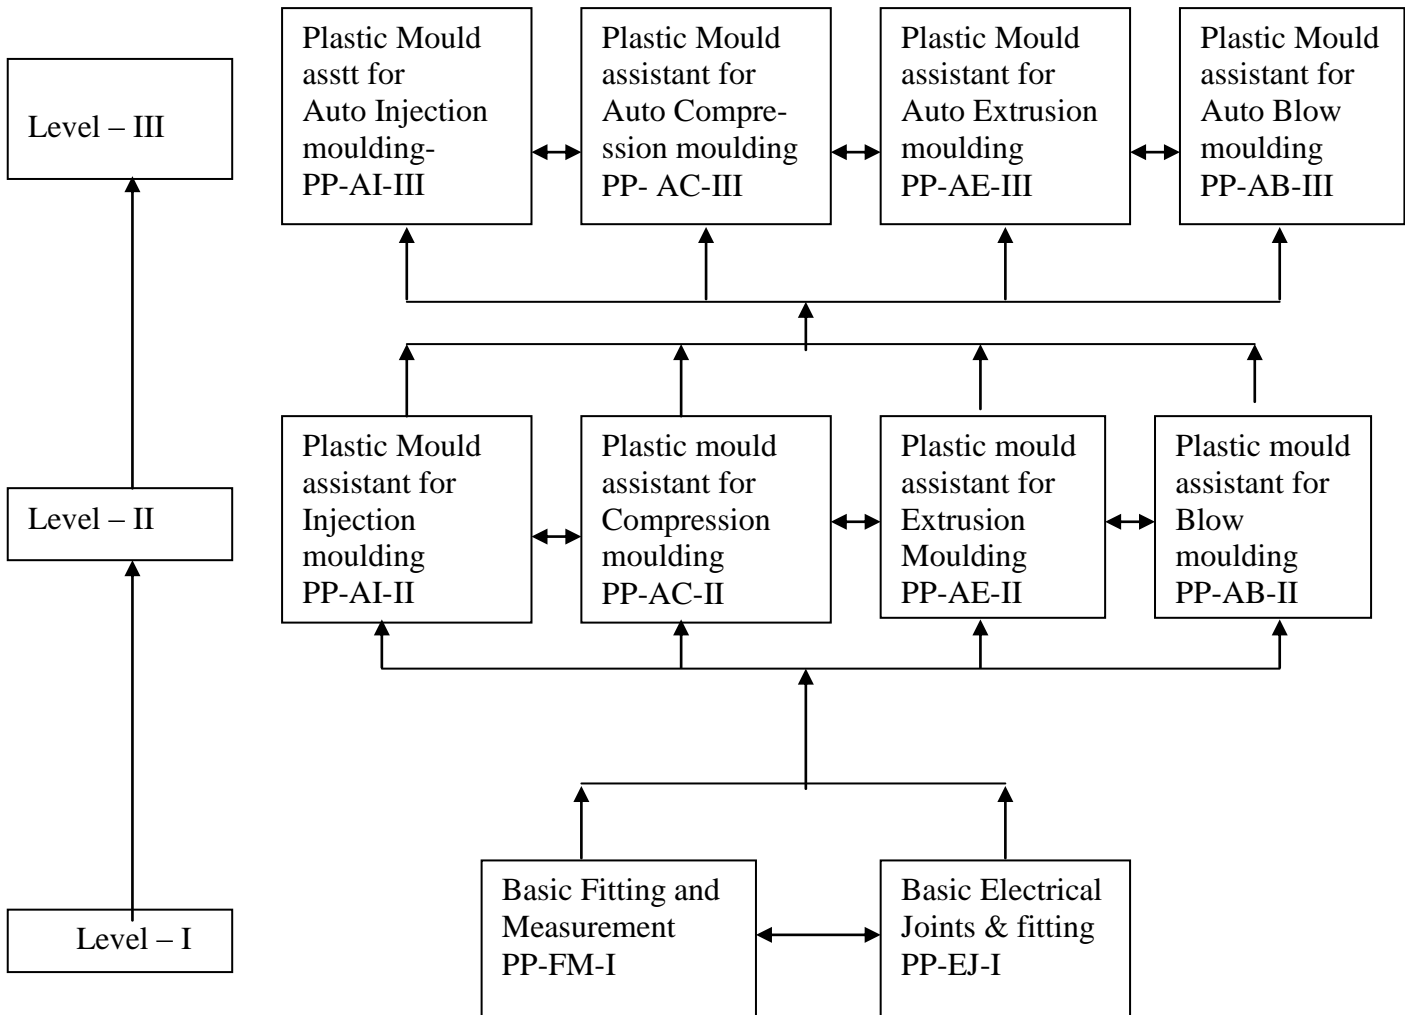 Level – III
Plastic Mould
asstt for
Auto Injection
moulding-
PP-AI-III
Plastic Mould
assistant for
Auto Compre-
ssion moulding
PP- AC-III
Plastic Mould
assistant for
Auto Extrusion
moulding
PP-AE-III
Plastic Mould
assistant for
Auto Blow
moulding
PP-AB-III
Level – II
Plastic Mould
assistant for
Injection
moulding
PP-AI-II
Plastic mould
assistant for
Compression
moulding
PP-AC-II
Plastic mould
assistant for
Extrusion
Moulding
PP-AE-II
Plastic mould
assistant for
Blow
moulding
PP-AB-II
Level – I
Basic Fitting and
Measurement
PP-FM-I
Basic Electrical
Joints & fitting
PP-EJ-I